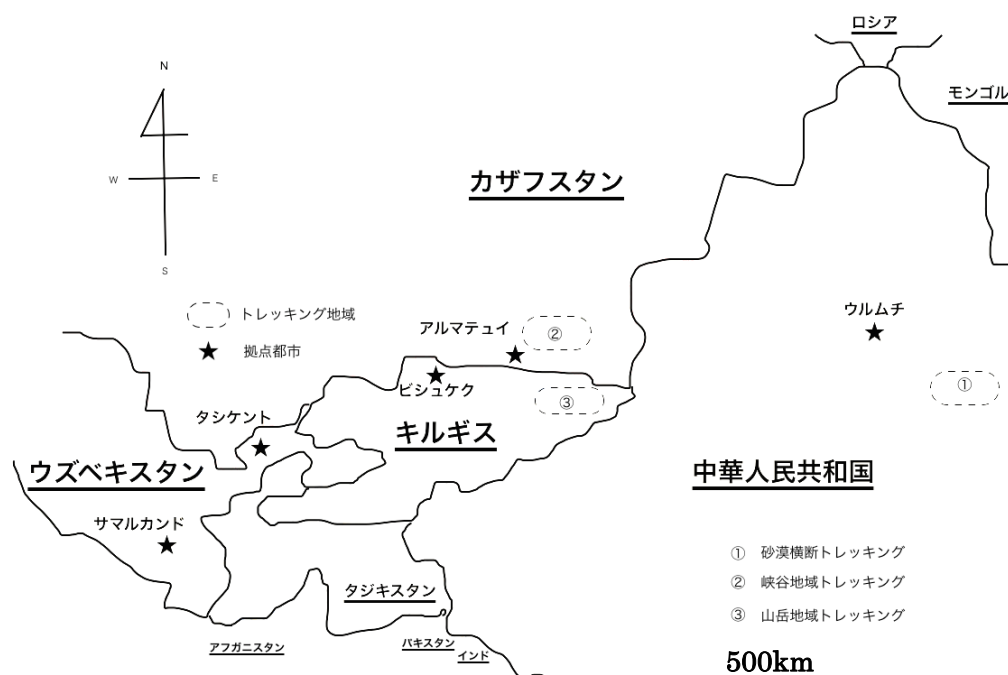 ロシア
N
モンゴル
W
E
カザフスタン
S
トレッキング地域
アルマテュイ
②
ウルムチ
拠点都市
①
ビシュケク
③
タシケント
キルギス
ウズベキスタン
中華人民共和国
サマルカンド
① 砂漠横断トレッキング
② 峡谷地域トレッキング
タジキスタン
③ 山岳地域トレッキング
アフガニスタン
パキスタン
インド
500km